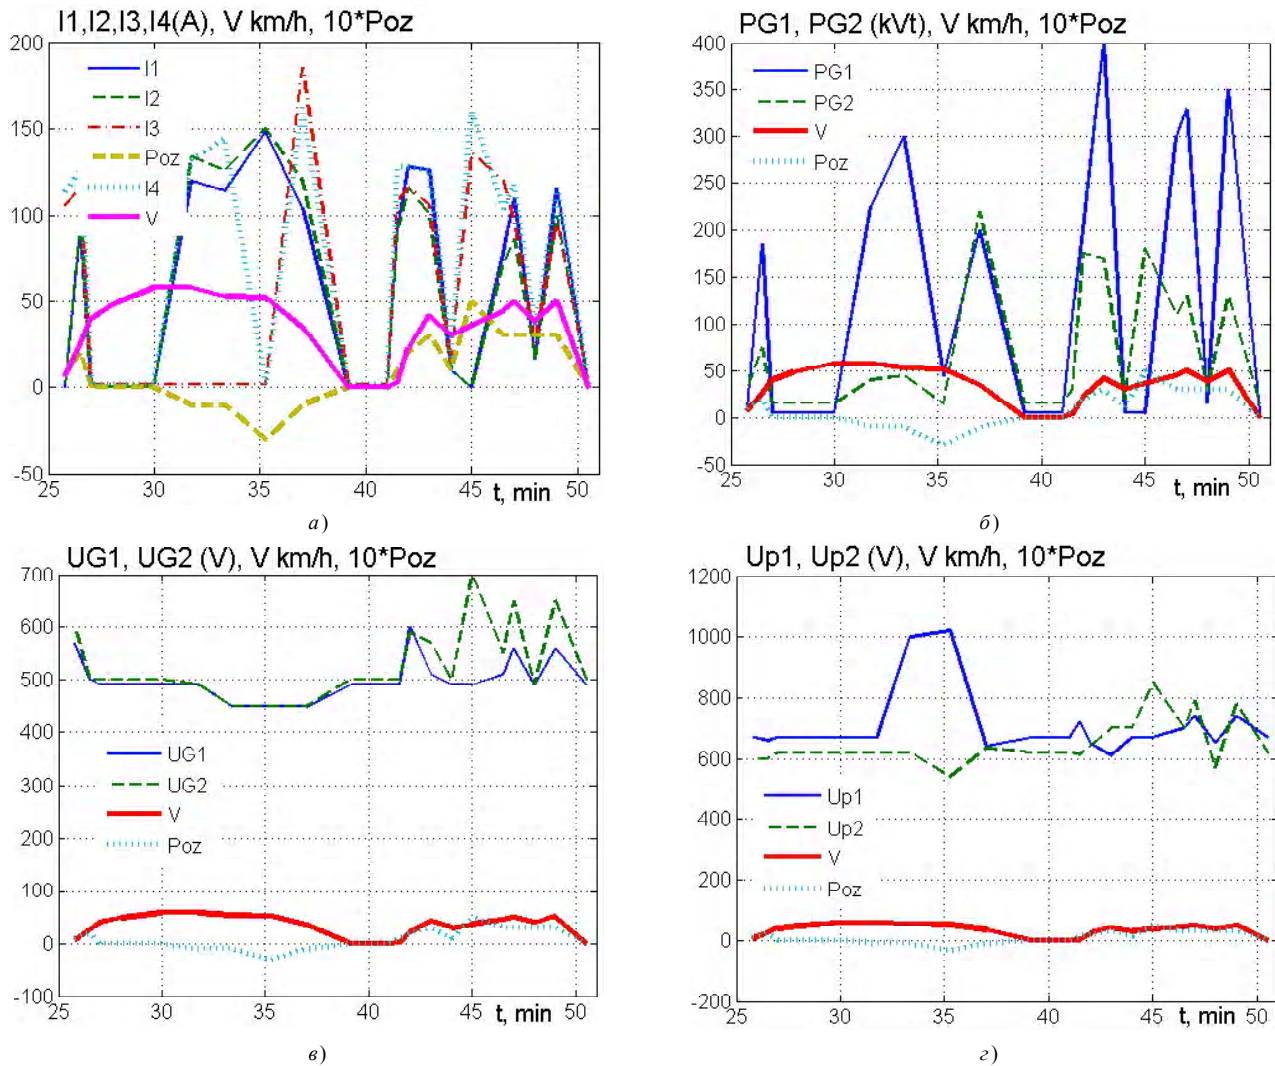 I1,I2,I3,I4(A), V km/h, 10*Poz
200
150
100
50
0
-50
I1
I2
I3
Poz
I4
V
25 30 35 40 45 50
t, min
а)
PG1, PG2 (kVt), V km/h, 10*Poz
400
350
300
250
200
150
100
50
0
-50
PG1
PG2
V
Poz
25 30 35 40 45 50
t, min
б)
UG1, UG2 (V), V km/h, 10*Poz
700
600
500
400
300
200
100
0
-100
UG1
UG2
V
Poz
25 30 35 40 45 50
t, min
в)
Up1, Up2 (V), V km/h, 10*Poz
1200
1000
800
600
400
200
0
-200
Up1
Up2
V
Poz
25 30 35 40 45 50
t, min
г)